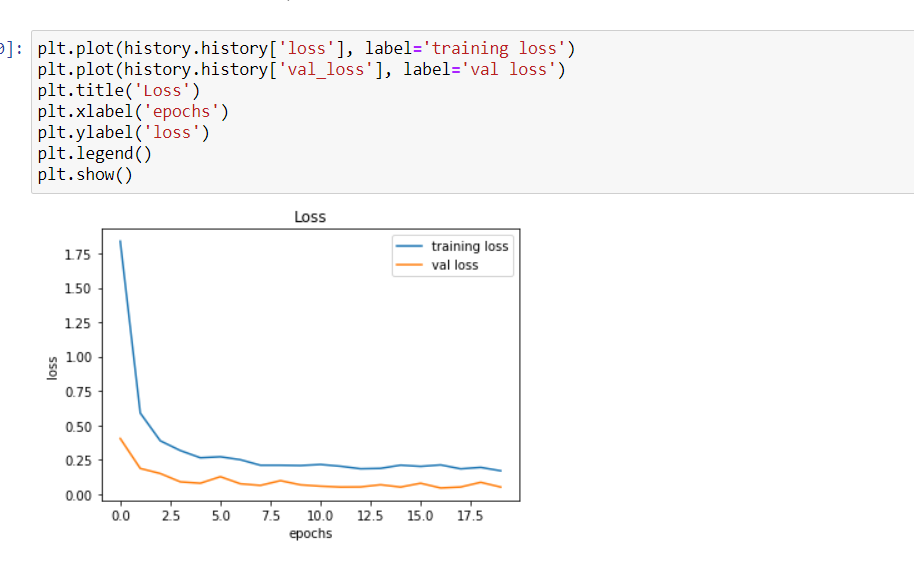 ]:
plt.plot(history.history['loss'], label='training loss')
plt.plot(history.history['val_loss'], label='val loss')
plt.title('Loss')
plt.xlabel('epochs')
plt.ylabel('loss')
plt.legend()
plt.show()
Loss
training loss
val loss
1.75
1.50
1.25
1.00
0.75
0.50
0.25
0.00
loss
0.0 2.5 5.0 7.5 10.0 12.5 15.0 17.5
epochs